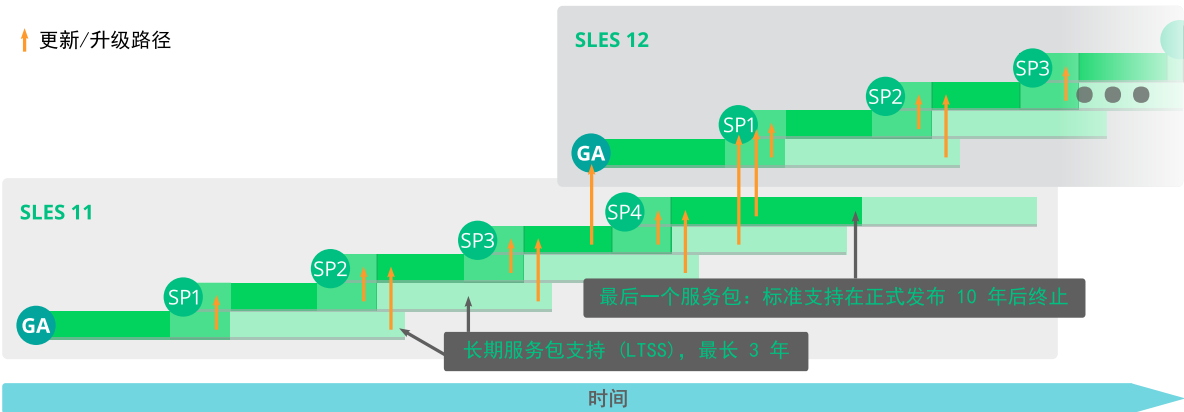 更新/升级路径
SLES 12
SP3
SP2
SP1
GA
SLES 11
SP4
SP3
SP2
SP1
GA
最后一个服务包：标准支持在正式发布 10 年后终止
长期服务包支持 (LTSS)，最长 3 年
时间